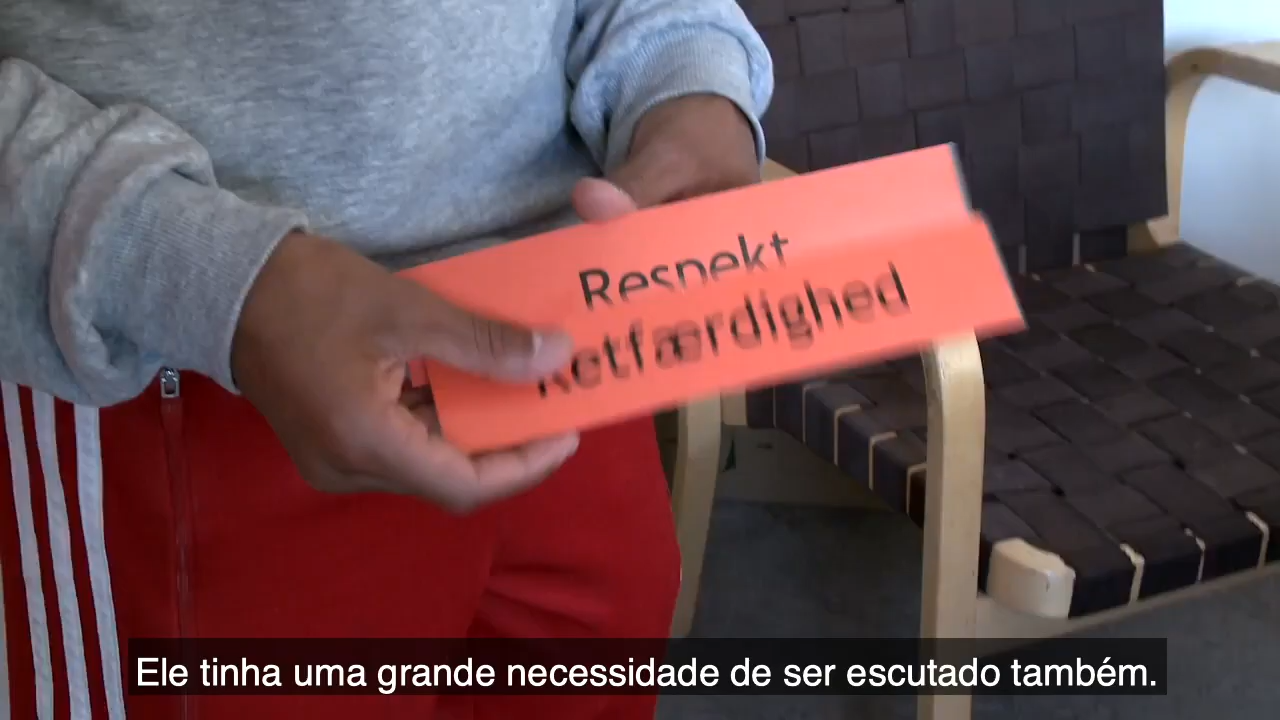 Respekt
Retfærdighed
Ele tinha uma grande necessidade de ser escutado também.